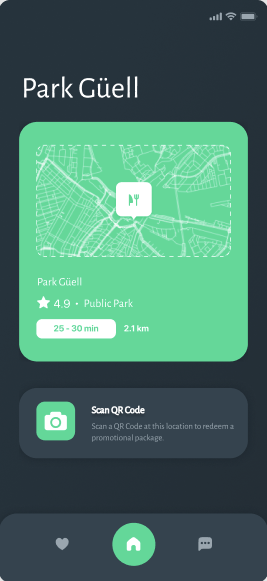 Park Güell
Park Güell
4.9 • Public Park
25 - 30 min 2.1 km
Scan QR Code
Scan a QR Code at this location to redeem a
promotional package.